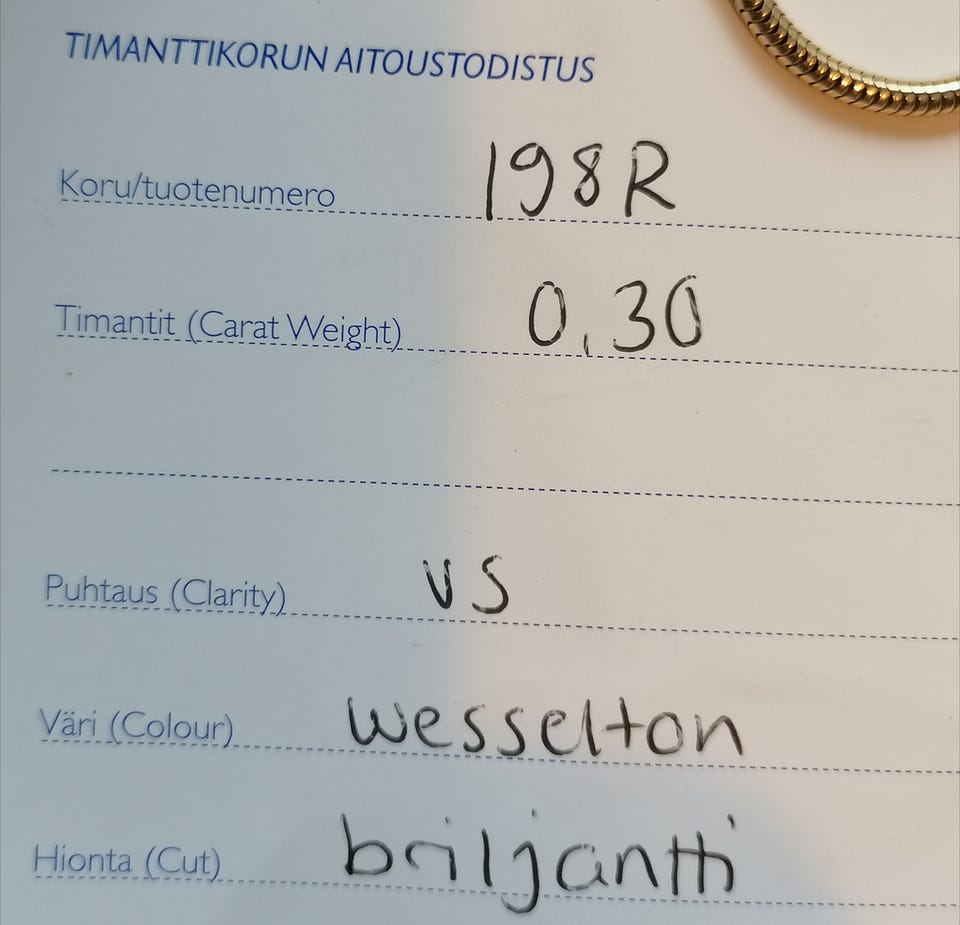 TIMANTTIKORUN AITOUSTODISTUS
Koru/tuotenumero 198R
Timantit (Carat Weight) 0,30
Puhtaus (Clarity) VS
Väri (Colour) wesselton
Hionta (Cut) briljantti